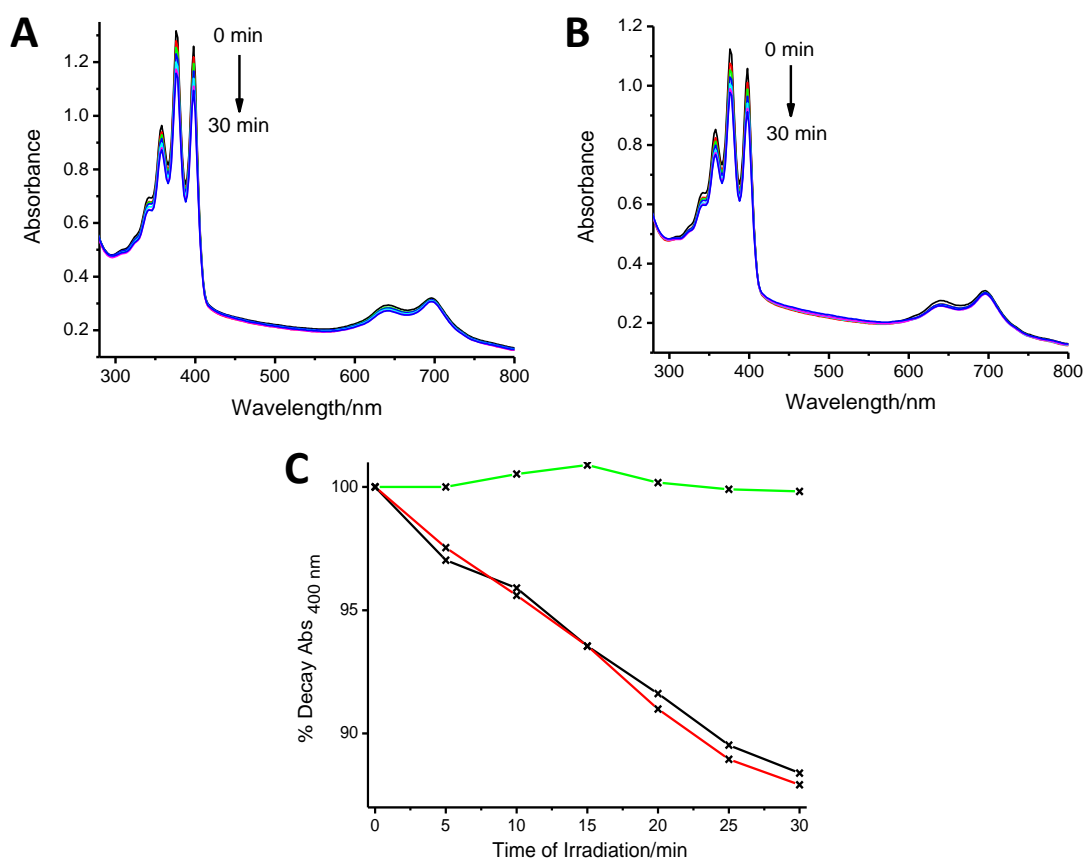 A
0 min
30 min
1.2
1.0
0.8
0.6
0.4
0.2
Absorbance
300 400 500 600 700 800
Wavelength/nm
B
0 min
30 min
1.2
1.0
0.8
0.6
0.4
0.2
Absorbance
300 400 500 600 700 800
Wavelength/nm
C
100
95
90
% Decay Abs 400 nm
0 5 10 15 20 25 30
Time of Irradiation/min